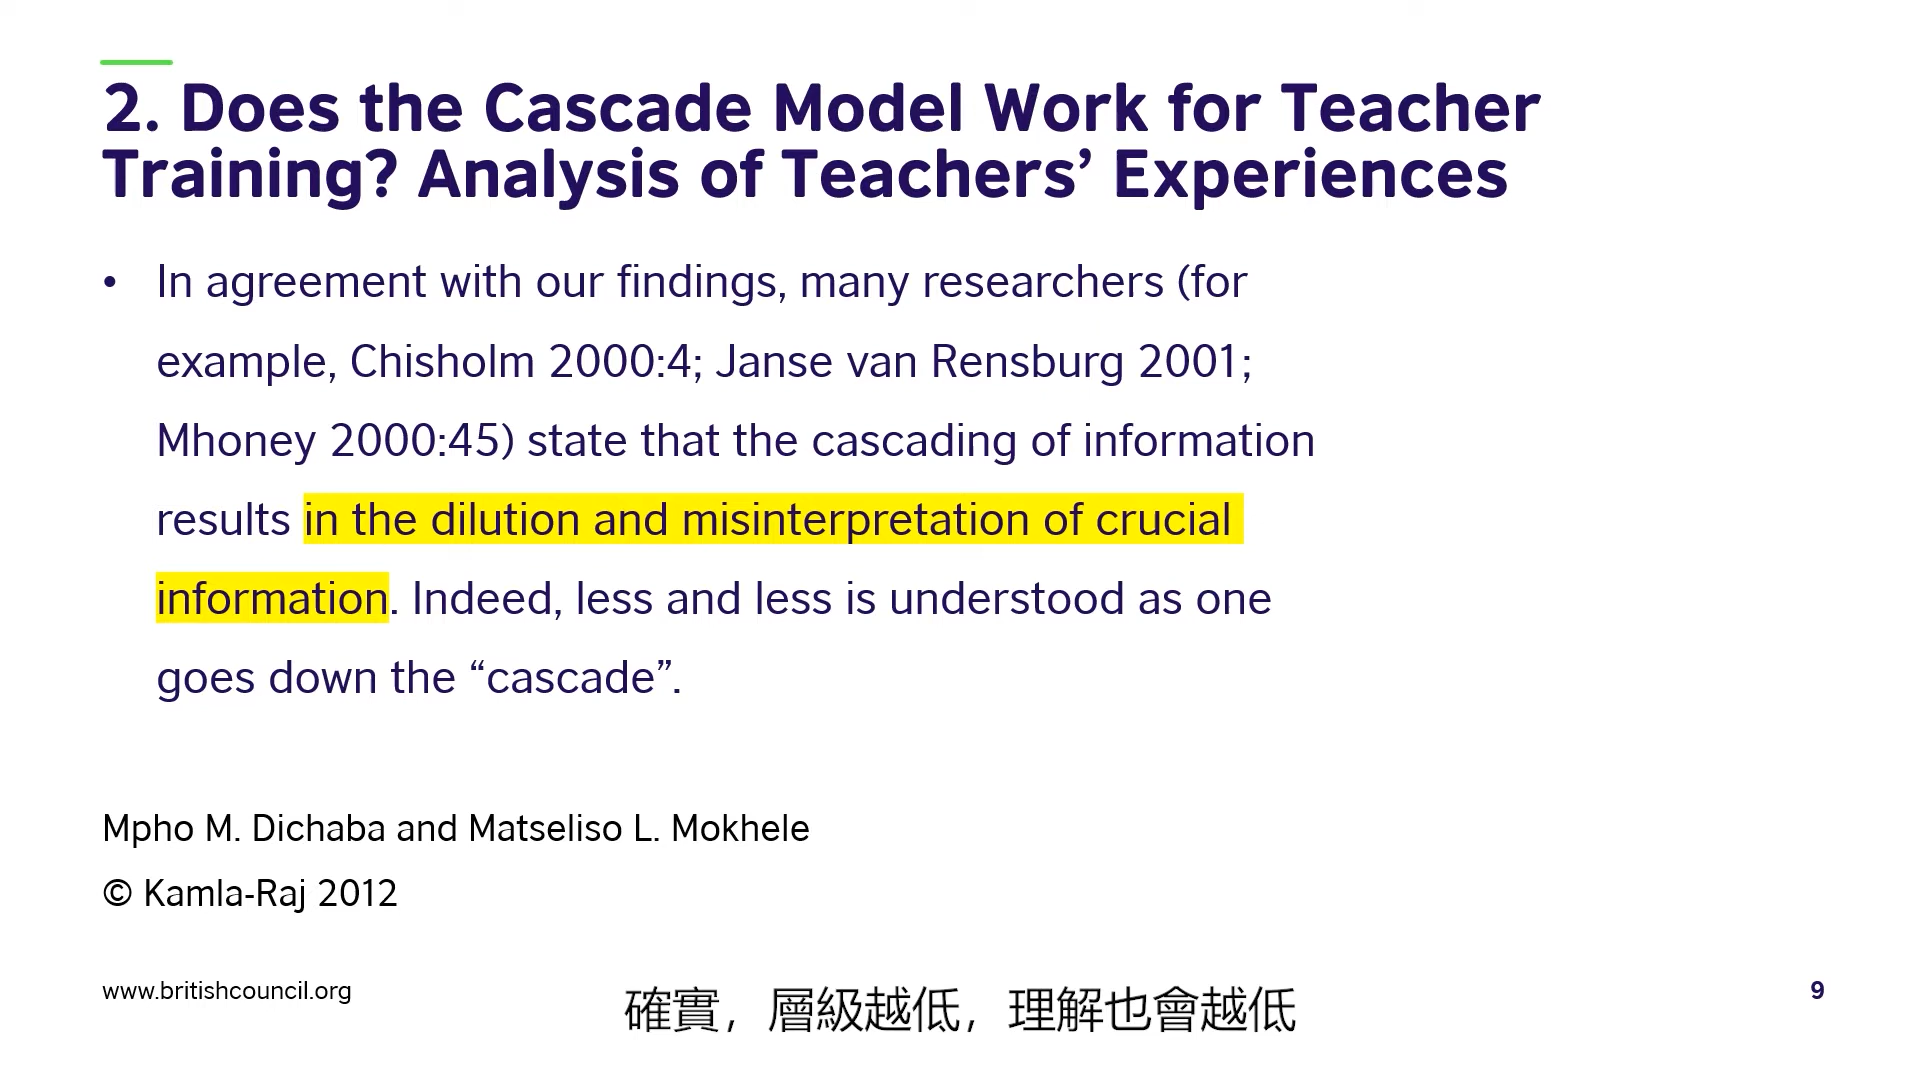 2. Does the Cascade Model Work for Teacher
Training? Analysis of Teachers’ Experiences
• In agreement with our findings, many researchers (for
example, Chisholm 2000:4; Janse van Rensburg 2001;
Mhoney 2000:45) state that the cascading of information
results in the dilution and misinterpretation of crucial
information. Indeed, less and less is understood as one
goes down the “cascade”.
Mpho M. Dichaba and Matseliso L. Mokhele
© Kamla-Raj 2012
www.britishcouncil.org
確實，層級越低，理解也會越低
9